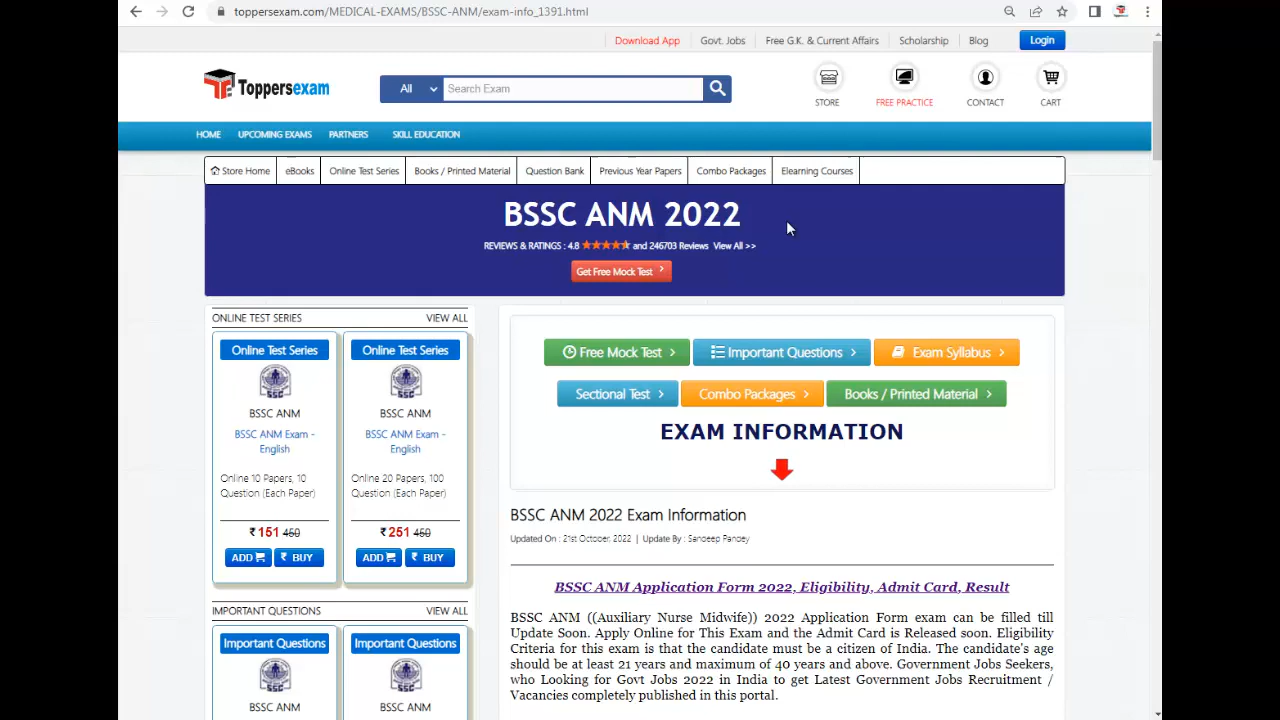 toppersexam.com/MEDICAL-EXAMS/BSSC-ANM/exam-info_1391.html
Download App Govt. Jobs Free G.K. & Current Affairs Scholarship Blog Login
Toppersexam
All Search Exam
STORE FREE PRACTICE CONTACT CART
HOME UPCOMING EXAMS PARTNERS SKILL EDUCATION
Store Home eBooks Online Test Series Books / Printed Material Question Bank Previous Year Papers Combo Packages Elearning Courses
BSSC ANM 2022
REVIEWS & RATINGS : 4.8 and 246703 Reviews View All >>
Get Free Mock Test
ONLINE TEST SERIES VIEW ALL
Online Test Series
SSC
BSSC ANM
BSSC ANM Exam -
English
Online 10 Papers, 10
Question (Each Paper)
₹ 151 450
ADD ₹ BUY
Online Test Series
SSC
BSSC ANM
BSSC ANM Exam -
English
Online 20 Papers, 100
Question (Each Paper)
₹ 251 450
ADD ₹ BUY
IMPORTANT QUESTIONS VIEW ALL
Important Questions
SSC
BSSC ANM
Important Questions
SSC
BSSC ANM
Free Mock Test Important Questions Exam Syllabus
Sectional Test Combo Packages Books / Printed Material
EXAM INFORMATION
BSSC ANM 2022 Exam Information
Updated On : 21st October, 2022 | Update By : Sandeep Pandey
BSSC ANM Application Form 2022, Eligibility, Admit Card, Result
BSSC ANM ((Auxiliary Nurse Midwife)) 2022 Application Form exam can be filled till
Update Soon. Apply Online for This Exam and the Admit Card is Released soon. Eligibility
Criteria for this exam is that the candidate must be a citizen of India. The candidate's age
should be at least 21 years and maximum of 40 years and above. Government Jobs Seekers,
who Looking for Govt Jobs 2022 in India to get Latest Government Jobs Recruitment /
Vacancies completely published in this portal.